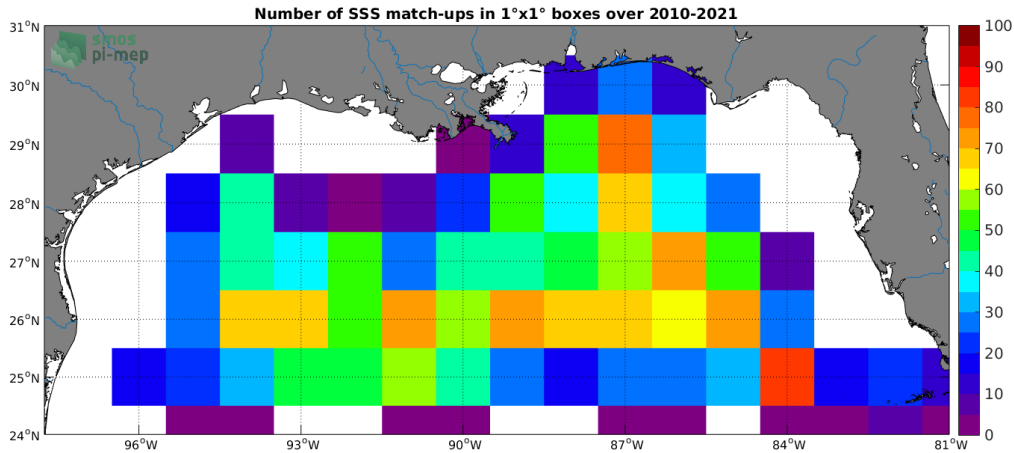 Number of SSS match-ups in 1°x1° boxes over 2010-2021
smos
pi-mep
31°N
30°N
29°N
28°N
27°N
26°N
25°N
24°N
96°W 93°W 90°W 87°W 84°W 81°W
100
90
80
70
60
50
40
30
20
10
0